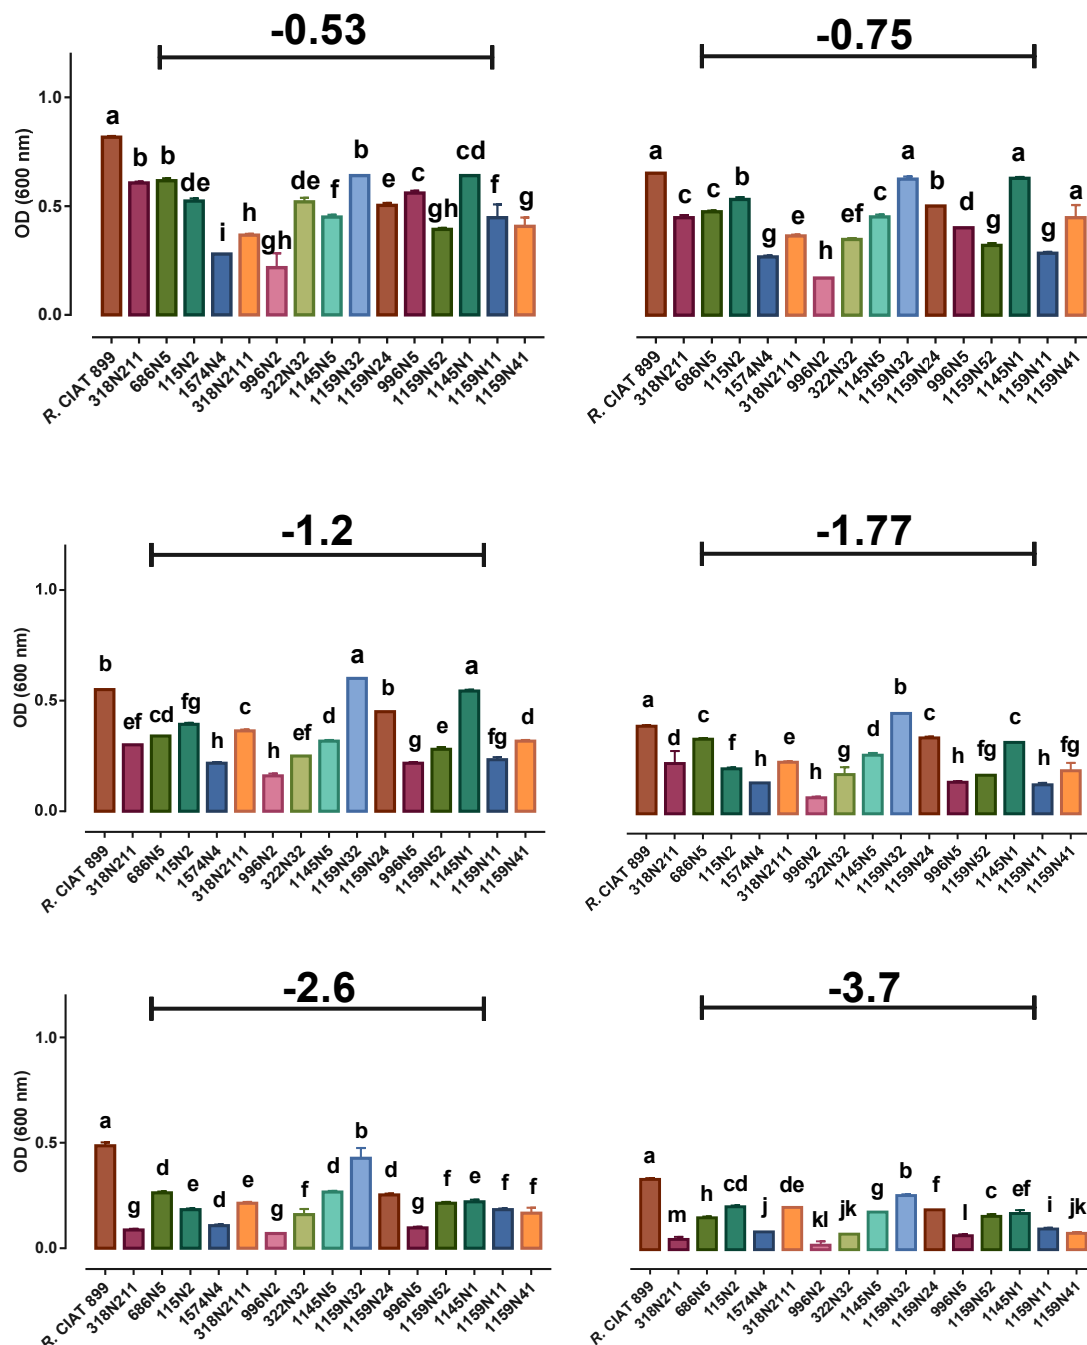 -0.53
OD (600 nm)
1.0
0.5
0.0
a b b de i h gh de f b e c gh cd f g
R. CIAT 899 318N211 686N5 115N2 1574N4 318N2111 996N2 322N32 1145N5 1159N32 1159N24 996N5 1159N52 1145N1 1159N11 1159N41
-0.75
a c c b g e h ef c a b d g a g a
R. CIAT 899 318N211 686N5 115N2 1574N4 318N2111 996N2 322N32 1145N5 1159N32 1159N24 996N5 1159N52 1145N1 1159N11 1159N41
-1.2
OD (600 nm)
1.0
0.5
0.0
b ef cd fg h c h ef d a b g e a fg d
R. CIAT 899 318N211 686N5 115N2 1574N4 318N2111 996N2 322N32 1145N5 1159N32 1159N24 996N5 1159N52 1145N1 1159N11 1159N41
-1.77
a d c f h e h g d b c h fg c h fg
R. CIAT 899 318N211 686N5 115N2 1574N4 318N2111 996N2 322N32 1145N5 1159N32 1159N24 996N5 1159N52 1145N1 1159N11 1159N41
-2.6
OD (600 nm)
1.0
0.5
0.0
a g d e d e g f d b d g f e f f
R. CIAT 899 318N211 686N5 115N2 1574N4 318N2111 996N2 322N32 1145N5 1159N32 1159N24 996N5 1159N52 1145N1 1159N11 1159N41
-3.7
a m h cd j de kl jk g b f l c ef i jk
R. CIAT 899 318N211 686N5 115N2 1574N4 318N2111 996N2 322N32 1145N5 1159N32 1159N24 996N5 1159N52 1145N1 1159N11 1159N41